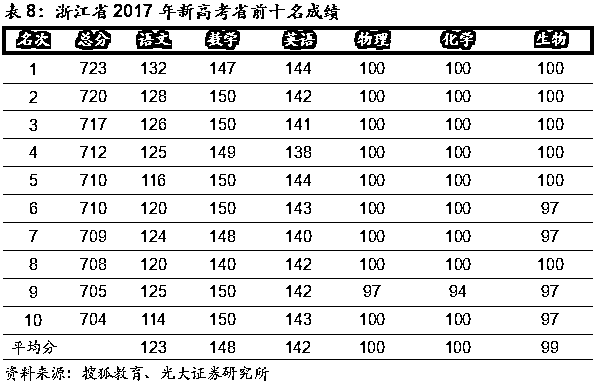 表 8：浙江省 2017 年新高考省前十名成绩
名次 总分 语文 数学 英语 物理 化学 生物
1 723 132 147 144 100 100 100
2 720 128 150 142 100 100 100
3 717 126 150 141 100 100 100
4 712 125 149 138 100 100 100
5 710 116 150 144 100 100 100
6 710 120 150 143 100 100 97
7 709 124 148 140 100 100 97
8 708 120 140 142 100 100 100
9 705 125 150 142 97 94 97
10 704 114 150 143 100 100 97
平均分 123 148 142 100 100 99
资料来源：搜狐教育、光大证券研究所